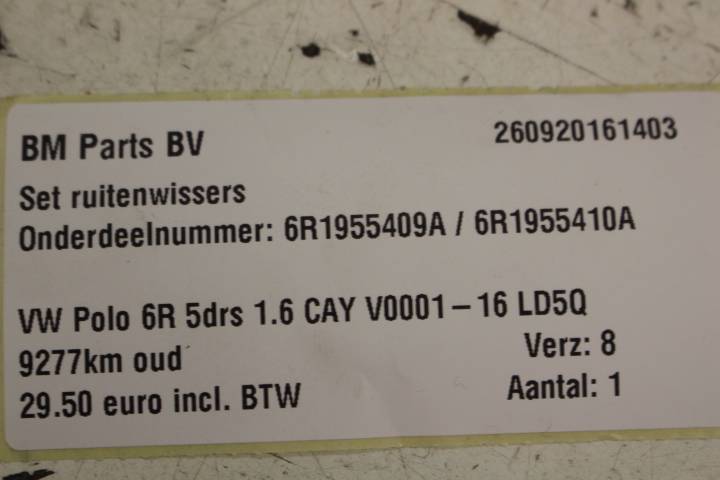 BM Parts BV 260920161403
Set ruitenwissers
Onderdeelnummer: 6R1955409A / 6R1955410A
VW Polo 6R 5drs 1.6 CAY V0001-16 LD5Q
9277km oud Verz: 8
29.50 euro incl. BTW Aantal: 1